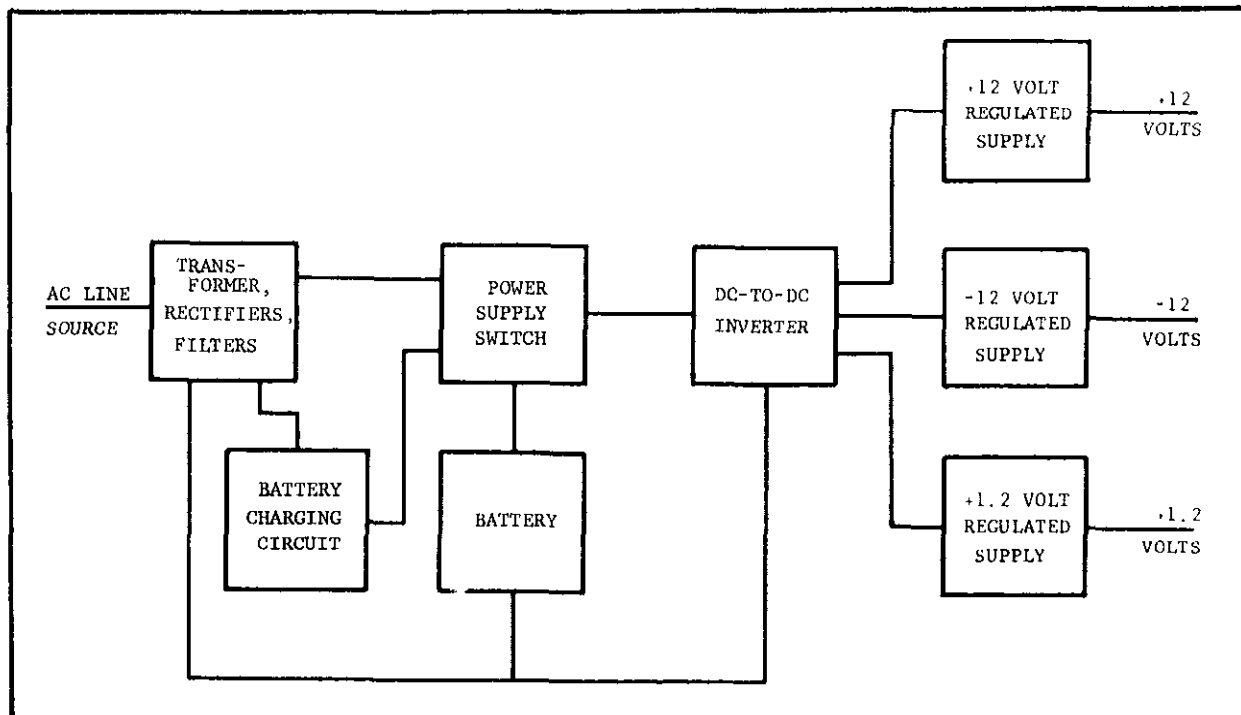 +12 VOLT
REGULATED
SUPPLY
+12
VOLTS
TRANS-
FORMER,
RECTIFIERS,
FILTERS
AC LINE
SOURCE
POWER
SUPPLY
SWITCH
DC-TO-DC
INVERTER
-12 VOLT
REGULATED
SUPPLY
-12
VOLTS
BATTERY
CHARGING
CIRCUIT
BATTERY
+1.2 VOLT
REGULATED
SUPPLY
+1.2
VOLTS